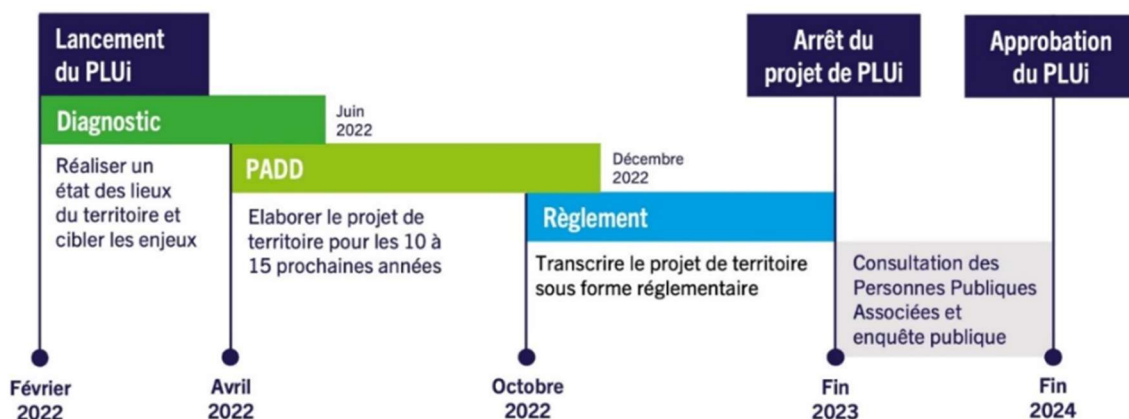 Lancement
du PLUi
Arrêt du
projet de PLUi
Approbation
du PLUi
Diagnostic
Juin
2022
Réaliser un
état des lieux
du territoire et
cibler les enjeux
PADD
Décembre
2022
Elaborer le projet de
territoire pour les 10 à
15 prochaines années
Règlement
Transcrire le projet de territoire
sous forme réglementaire
Consultation des
Personnes Publiques
Associées et
enquête publique
Février
2022
Avril
2022
Octobre
2022
Fin
2023
Fin
2024